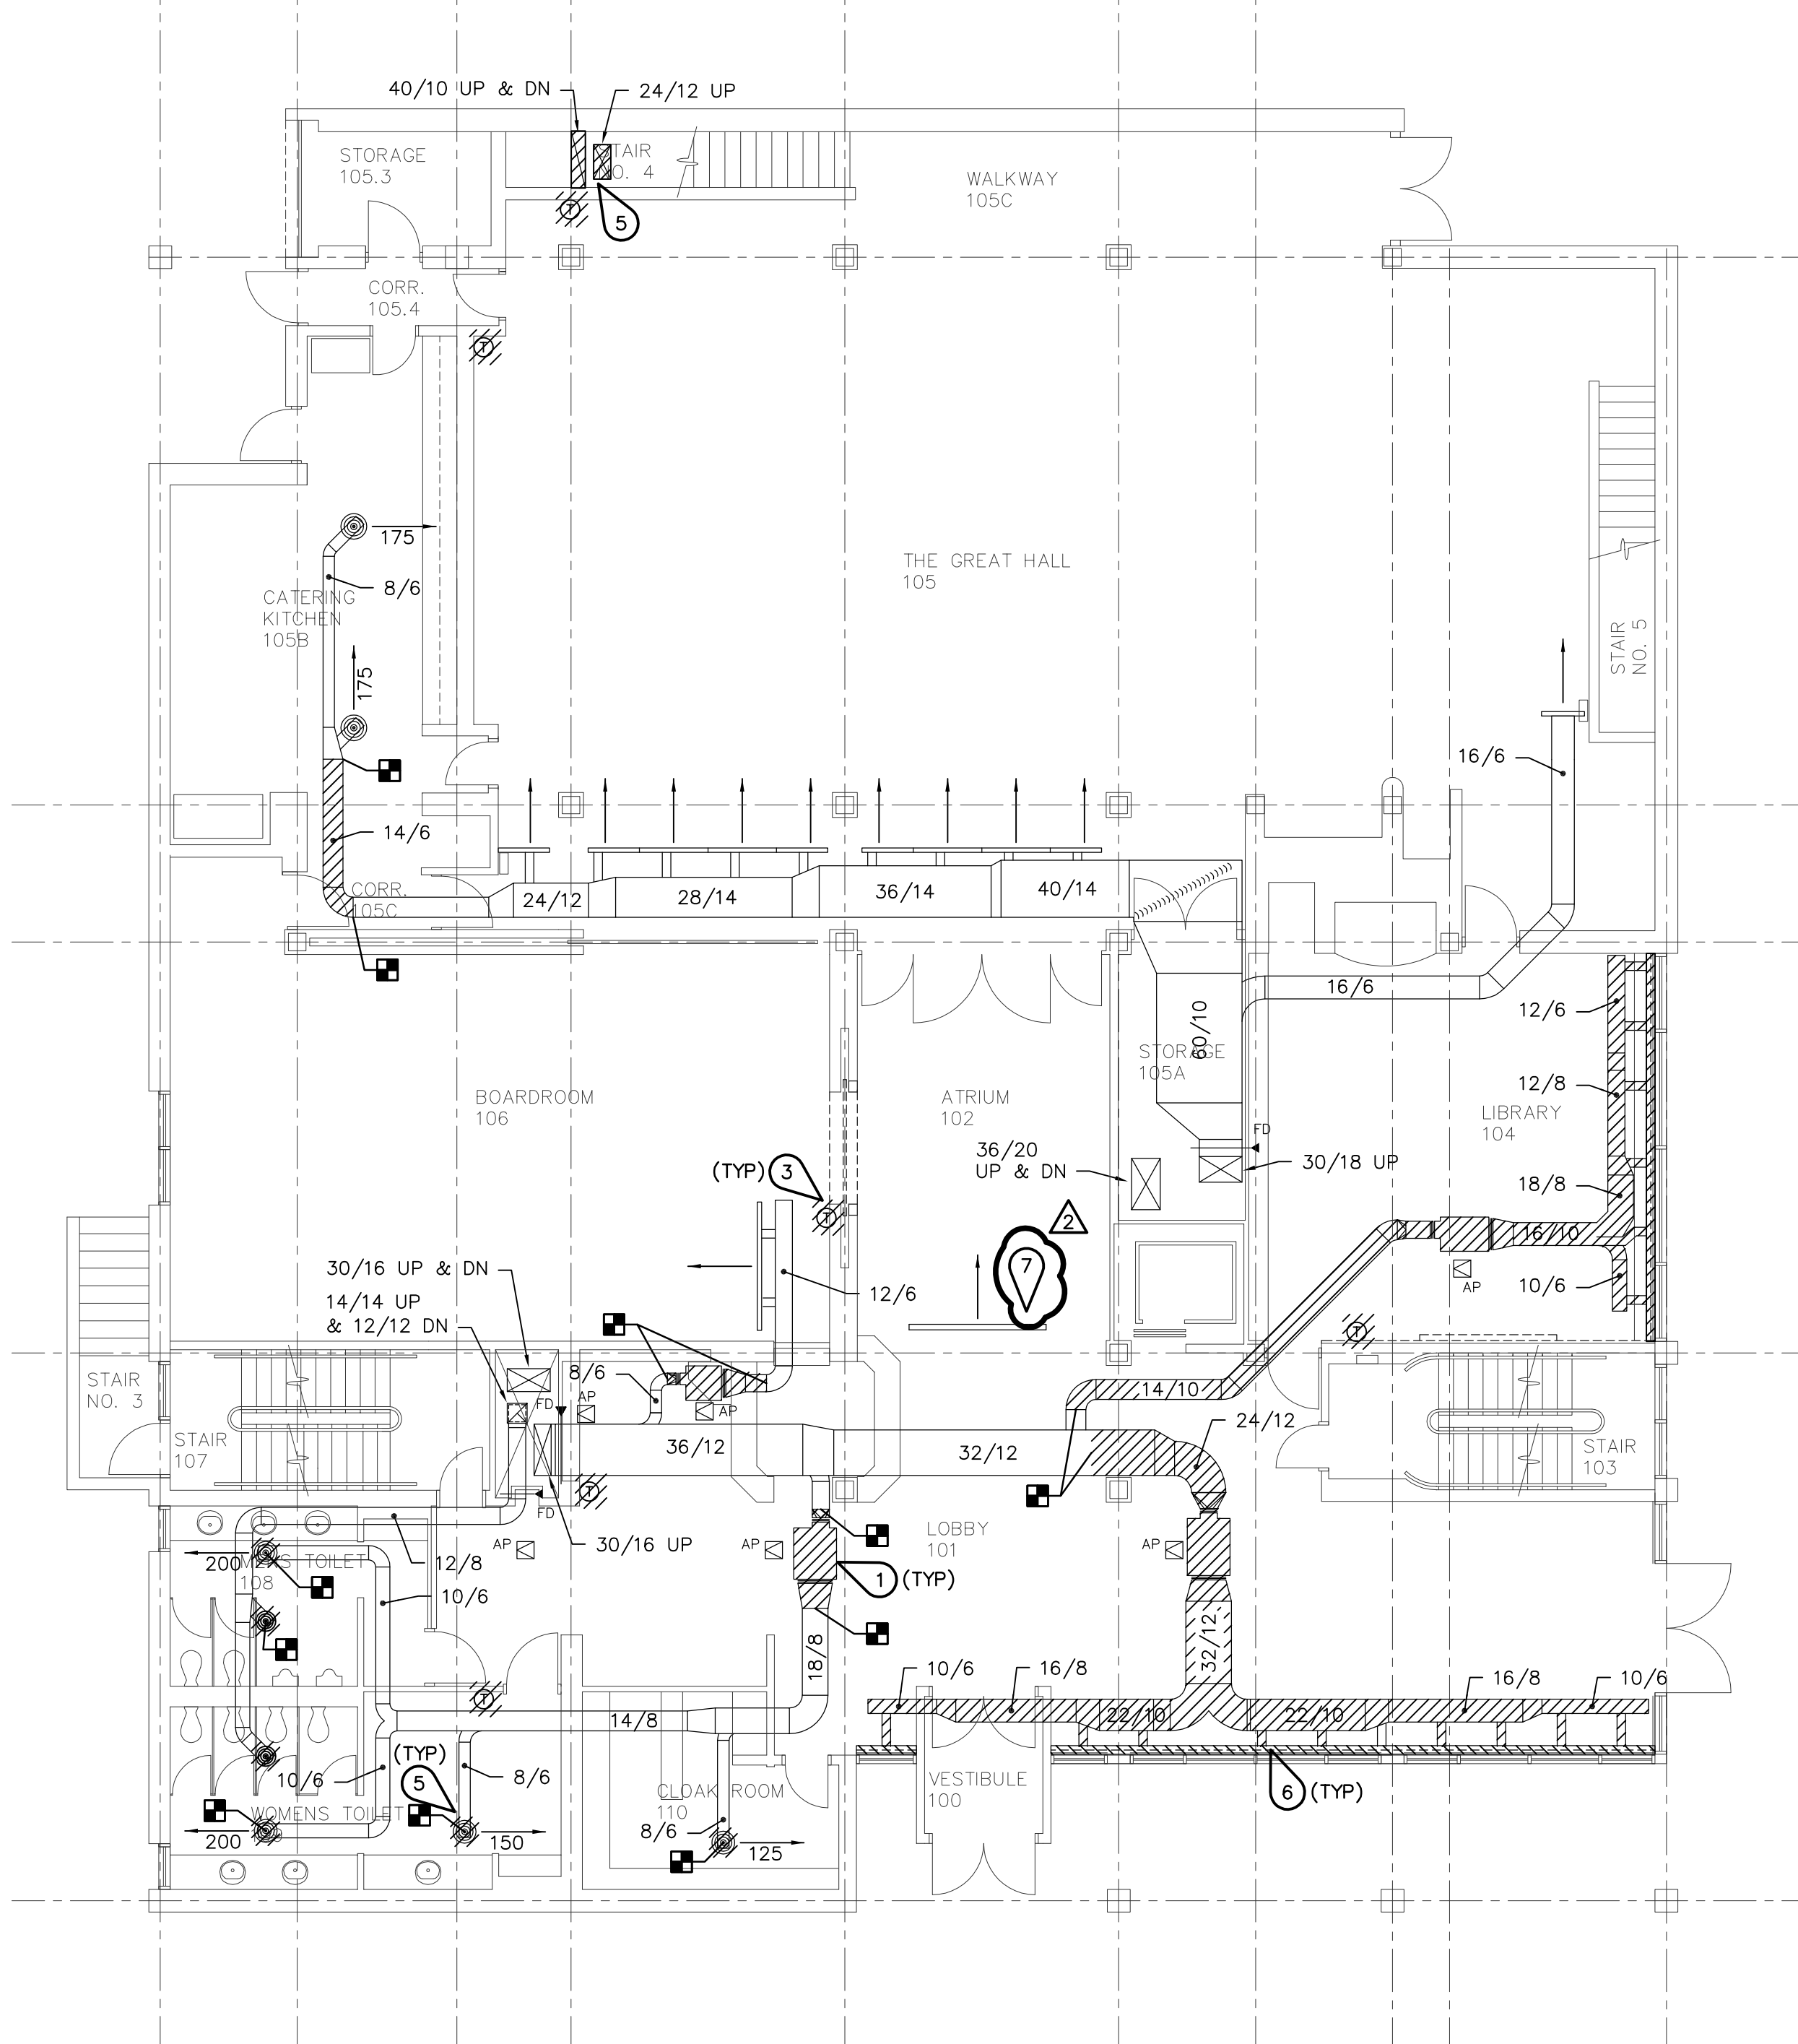 40/10 UP & DN
24/12 UP
STORAGE
105.3
STAIR
NO. 4
T
5
WALKWAY
105C
CORR.
105.4
T
175
8/6
CATERING
KITCHEN
105B
175
THE GREAT HALL
105
STAIR
NO. 5
16/6
14/6
CORR.
105C
24/12
28/14
36/14
40/14
16/6
60/10
STORAGE
105A
12/6
12/8
BOARDROOM
106
ATRIUM
102
LIBRARY
104
FD
36/20
UP & DN
30/18 UP
(TYP)
3
T
18/8
2
7
16/10
30/16 UP & DN
14/14 UP
& 12/12 DN
12/6
AP
10/6
T
STAIR
NO. 3
8/6
FD
AP
AP
14/10
24/12
STAIR
107
36/12
32/12
STAIR
103
T
FD
30/16 UP
LOBBY
101
AP
AP
AP
200
MENS TOILET
108
12/8
10/6
1
(TYP)
18/8
32/12
T
10/6
16/8
16/8
10/6
14/8
22/10
22/10
(TYP)
5
10/6
8/6
CLOAK ROOM
110
VESTIBULE
100
6
(TYP)
WOMENS TOILET
200
150
8/6
125